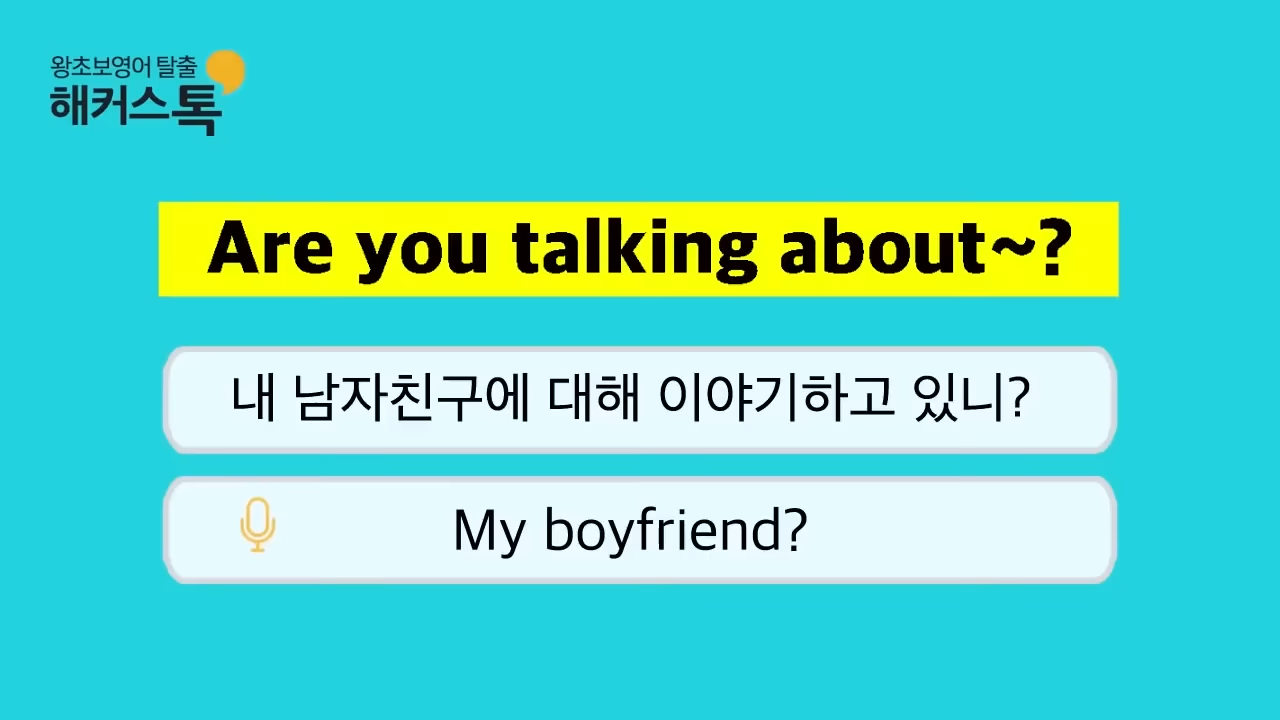 왕초보영어 탈출
해커스톡
Are you talking about~?
내 남자친구에 대해 이야기하고 있니?
My boyfriend?